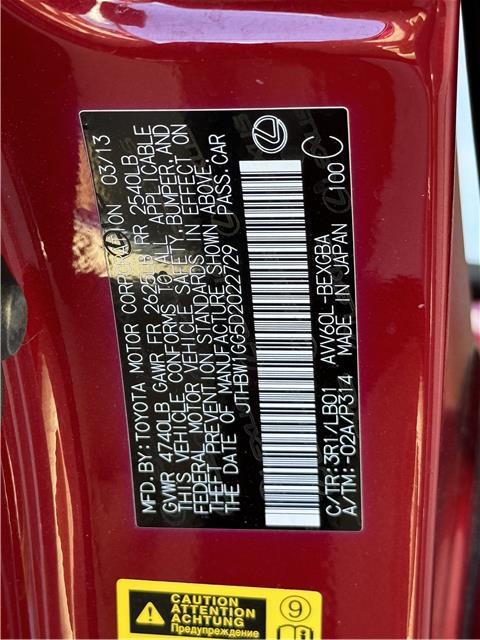 MFD. BY: TOYOTA MOTOR CORPORATION 03/13
GVWR 4740LB GAWR FR 2625LB RR 2540LB
THIS VEHICLE CONFORMS TO ALL APPLICABLE
FEDERAL MOTOR VEHICLE SAFETY, BUMPER, AND
THEFT PREVENTION STANDARDS IN EFFECT ON
THE DATE OF MANUFACTURE SHOWN ABOVE.
JTHBW1GG5D2022729 PASS. CAR
C/TR: 3R1/LB01 AVV60L-BEXGBA 100 C
A/TM: -02A/P314 MADE IN JAPAN
CAUTION
ATTENTION
ACHTUNG
Предупреждение
9